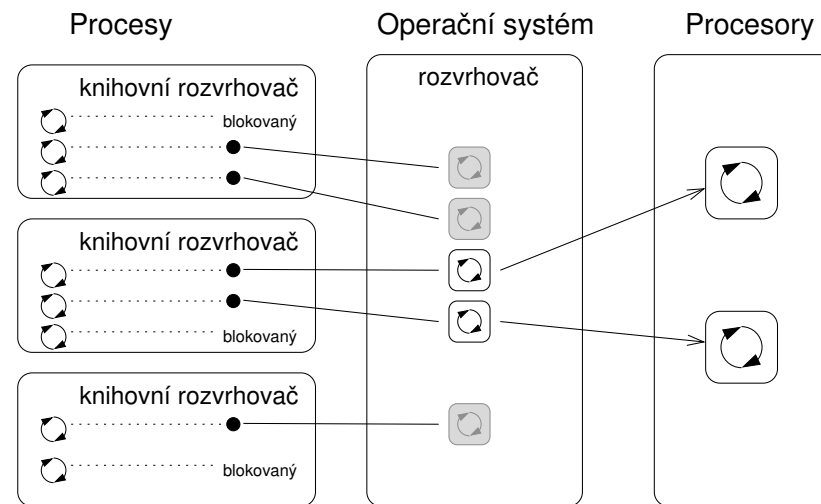 Procesy
Operační systém
Procesory
knihovní rozvrhovač
blokovaný
knihovní rozvrhovač
blokovaný
knihovní rozvrhovač
blokovaný
rozvrhovač